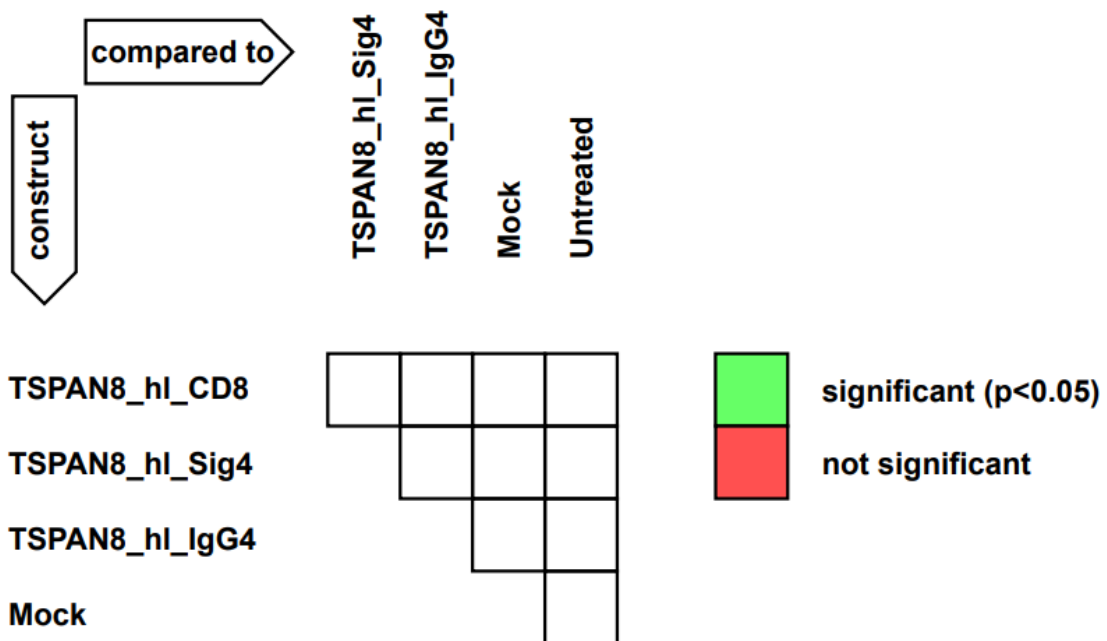 compared to
construct
TSPAN8_hl_Sig4
TSPAN8_hl_IgG4
Mock
Untreated
TSPAN8_hl_CD8
TSPAN8_hl_Sig4
TSPAN8_hl_IgG4
Mock
significant (p<0.05)
not significant